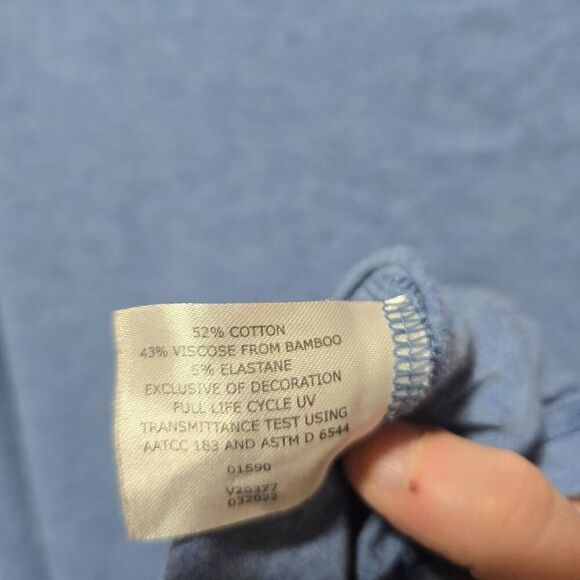 52% COTTON
43% VISCOSE FROM BAMBOO
5% ELASTANE
EXCLUSIVE OF DECORATION
FULL LIFE CYCLE UV
TRANSMITTANCE TEST USING
AATCC 183 AND ASTM D 6544
01590
V20377
032022